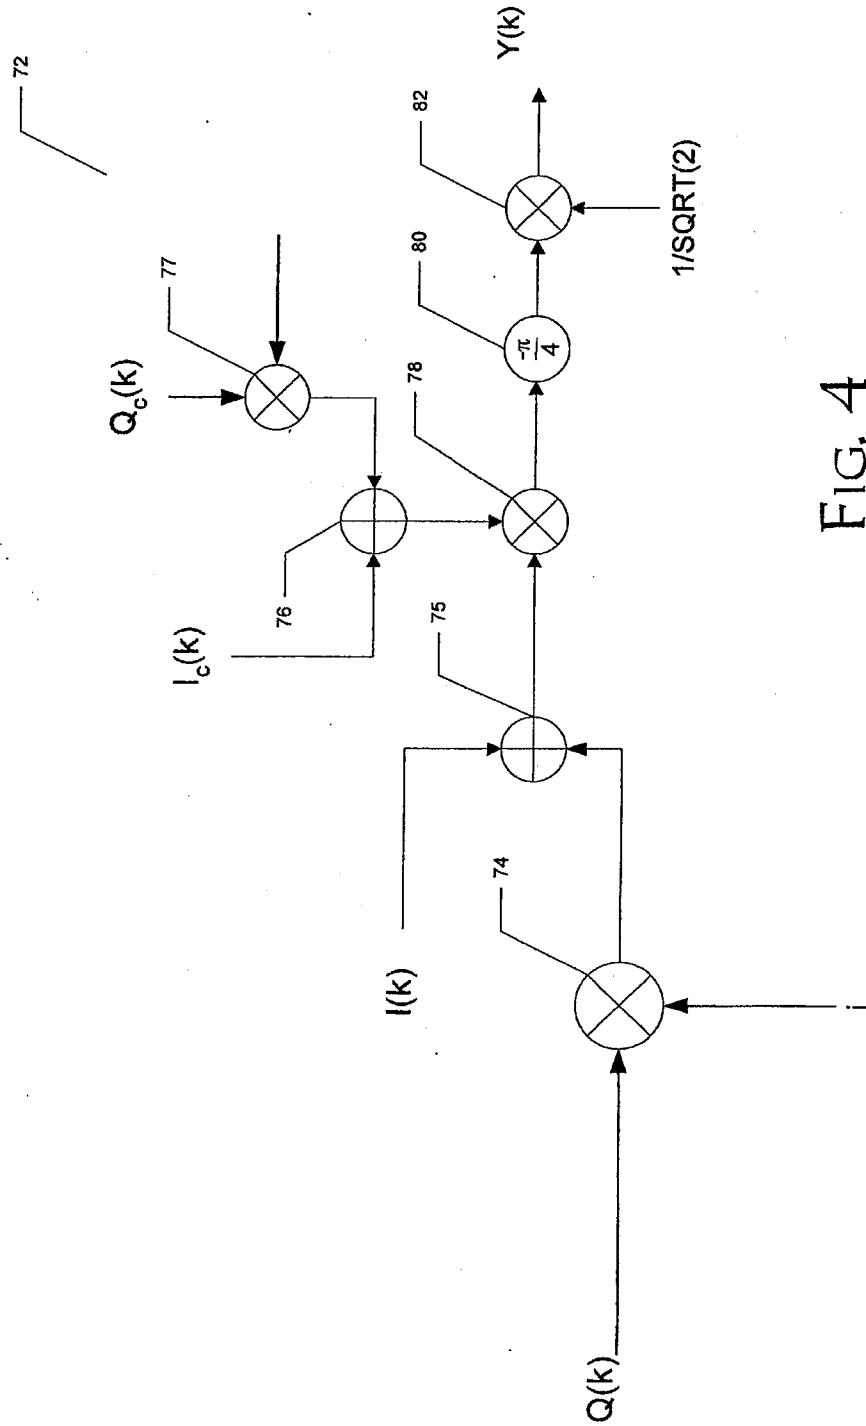 72
77
Q_c(k)
I_c(k)
76
78
80
-π/4
82
Y(k)
1/SQRT(2)
75
I(k)
74
Q(k)
i
FIG. 4